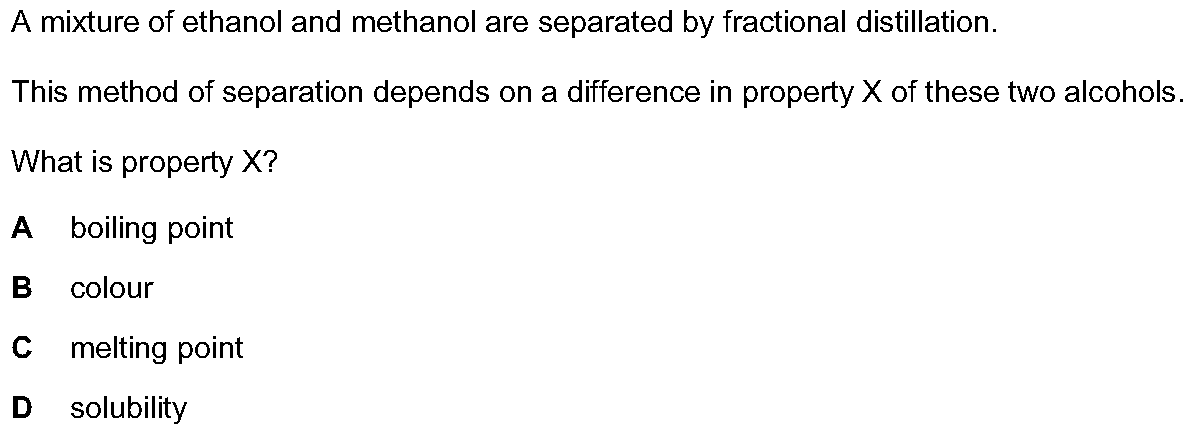 A mixture of ethanol and methanol are separated by fractional distillation.
This method of separation depends on a difference in property X of these two alcohols.
What is property X?
A boiling point
B colour
C melting point
D solubility